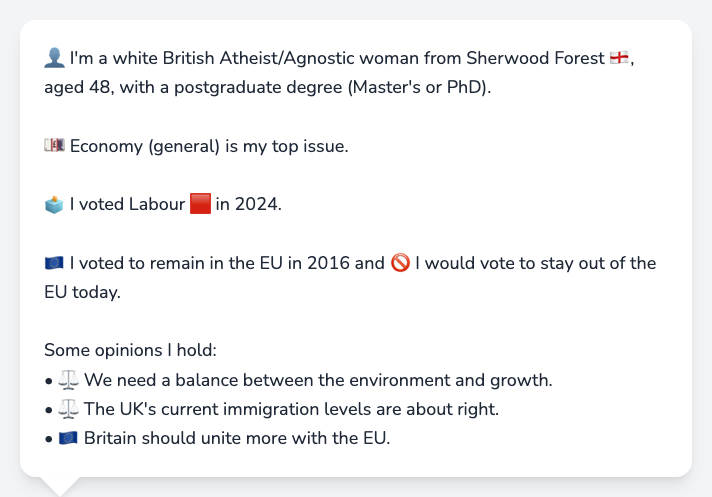 👤 I'm a white British Atheist/Agnostic woman from Sherwood Forest 🏴󠁧󠁢󠁥󠁮󠁧󠁿,
aged 48, with a postgraduate degree (Master's or PhD).
💷 Economy (general) is my top issue.
🗳️ I voted Labour 🟥 in 2024.
🇪🇺 I voted to remain in the EU in 2016 and 🚫 I would vote to stay out of the
EU today.
Some opinions I hold:
• ⚖️ We need a balance between the environment and growth.
• ⚖️ The UK's current immigration levels are about right.
• 🇪🇺 Britain should unite more with the EU.